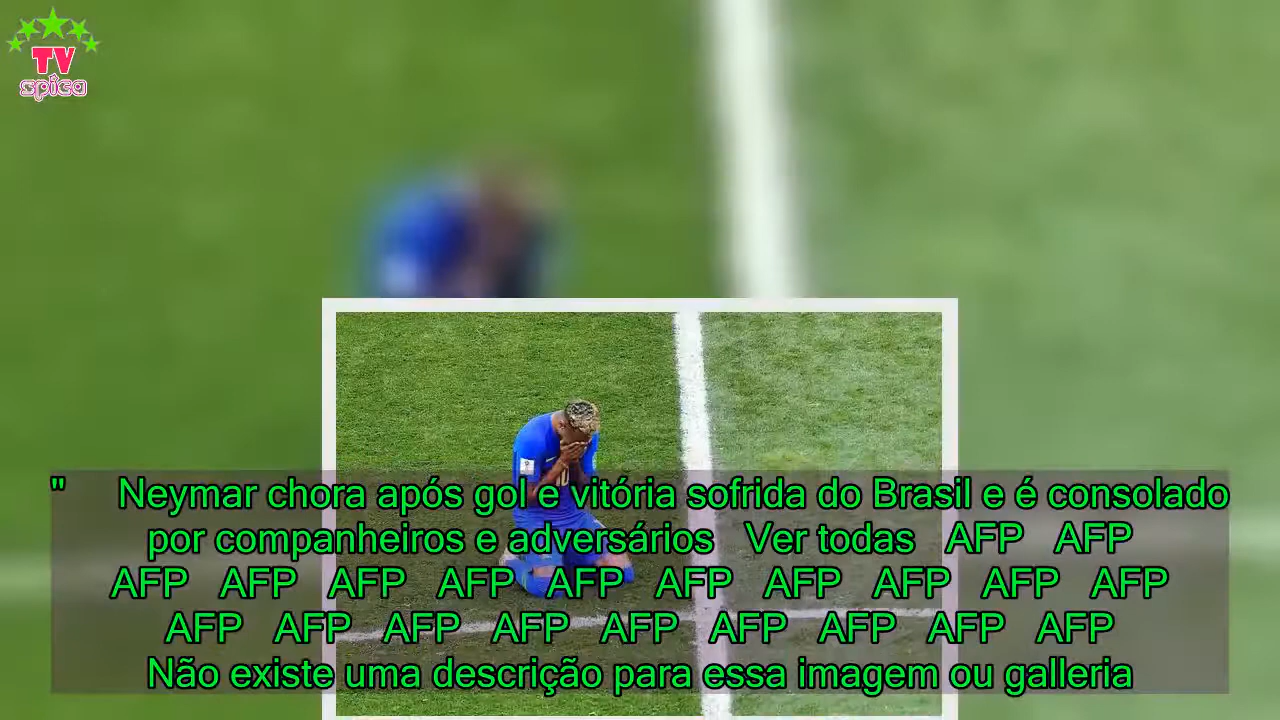 TV
spica
"     Neymar chora após gol e vitória sofrida do Brasil e é consolado
por companheiros e adversários   Ver todas   AFP   AFP
AFP   AFP   AFP   AFP   AFP   AFP   AFP   AFP   AFP   AFP
AFP   AFP   AFP   AFP   AFP   AFP   AFP   AFP   AFP
Não existe uma descrição para essa imagem ou galleria